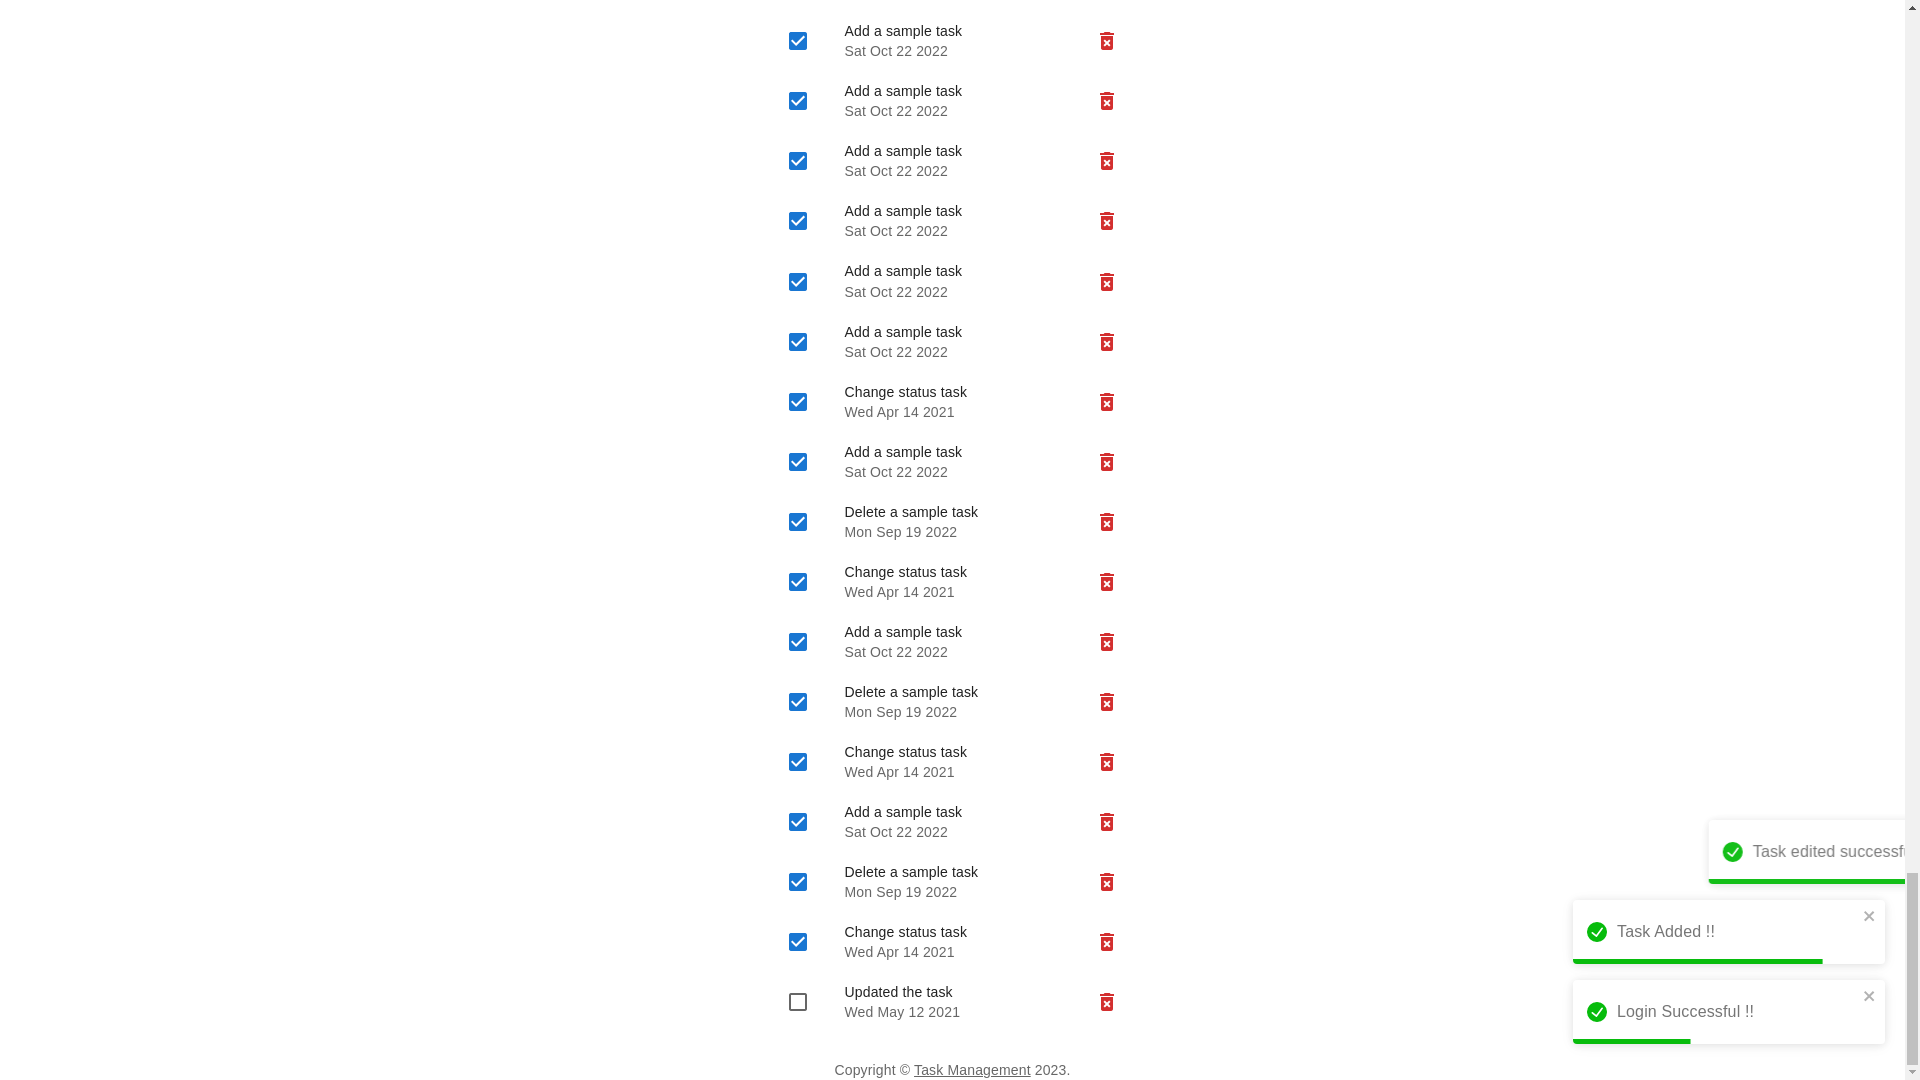 Add a sample task
Sat Oct 22 2022
Add a sample task
Sat Oct 22 2022
Add a sample task
Sat Oct 22 2022
Add a sample task
Sat Oct 22 2022
Add a sample task
Sat Oct 22 2022
Add a sample task
Sat Oct 22 2022
Change status task
Wed Apr 14 2021
Add a sample task
Sat Oct 22 2022
Delete a sample task
Mon Sep 19 2022
Change status task
Wed Apr 14 2021
Add a sample task
Sat Oct 22 2022
Delete a sample task
Mon Sep 19 2022
Change status task
Wed Apr 14 2021
Add a sample task
Sat Oct 22 2022
Delete a sample task
Mon Sep 19 2022
Change status task
Wed Apr 14 2021
Updated the task
Wed May 12 2021
Copyright © Task Management 2023.
Task edited
Task Added !!
Login Successful !!